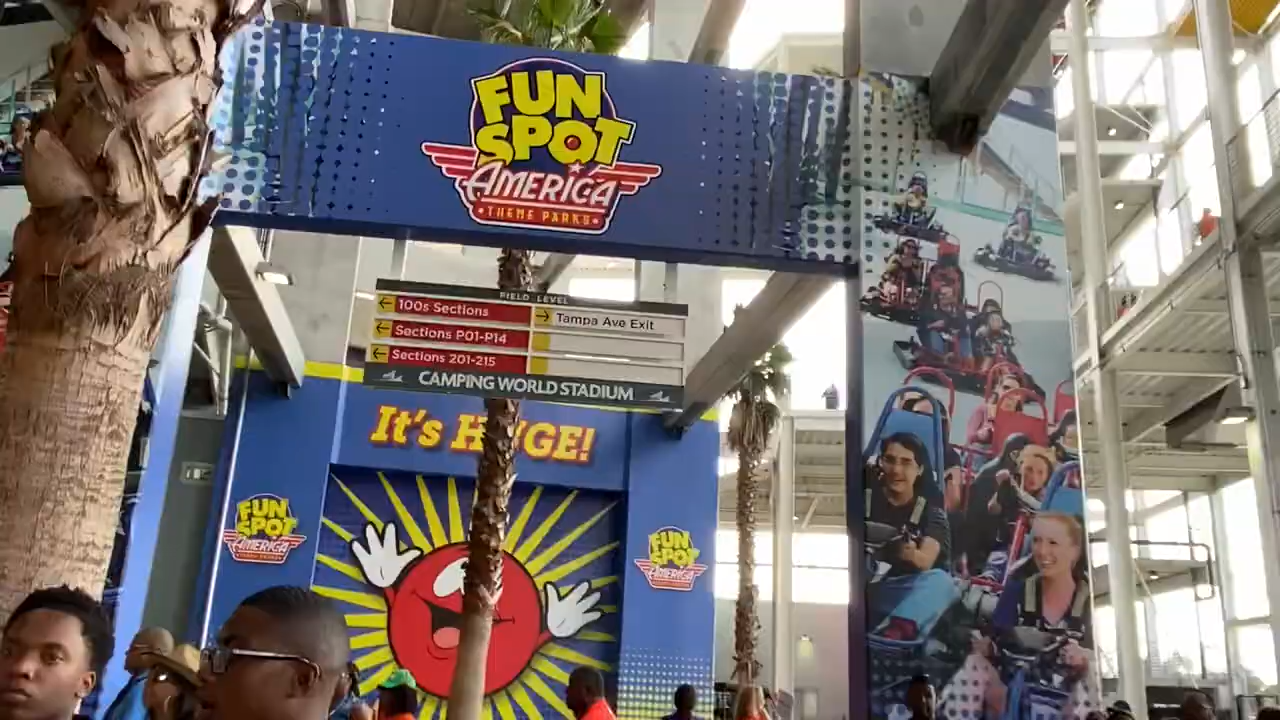 FUN
SPOT
AMERICA
THEME PARKS
FIELD LEVEL
100s Sections
Tampa Ave Exit
Sections P01-P14
Sections 201-215
CAMPING WORLD STADIUM
It's H GE!
FUN
SPOT
AMERICA
FUN
SPOT
AMERICA